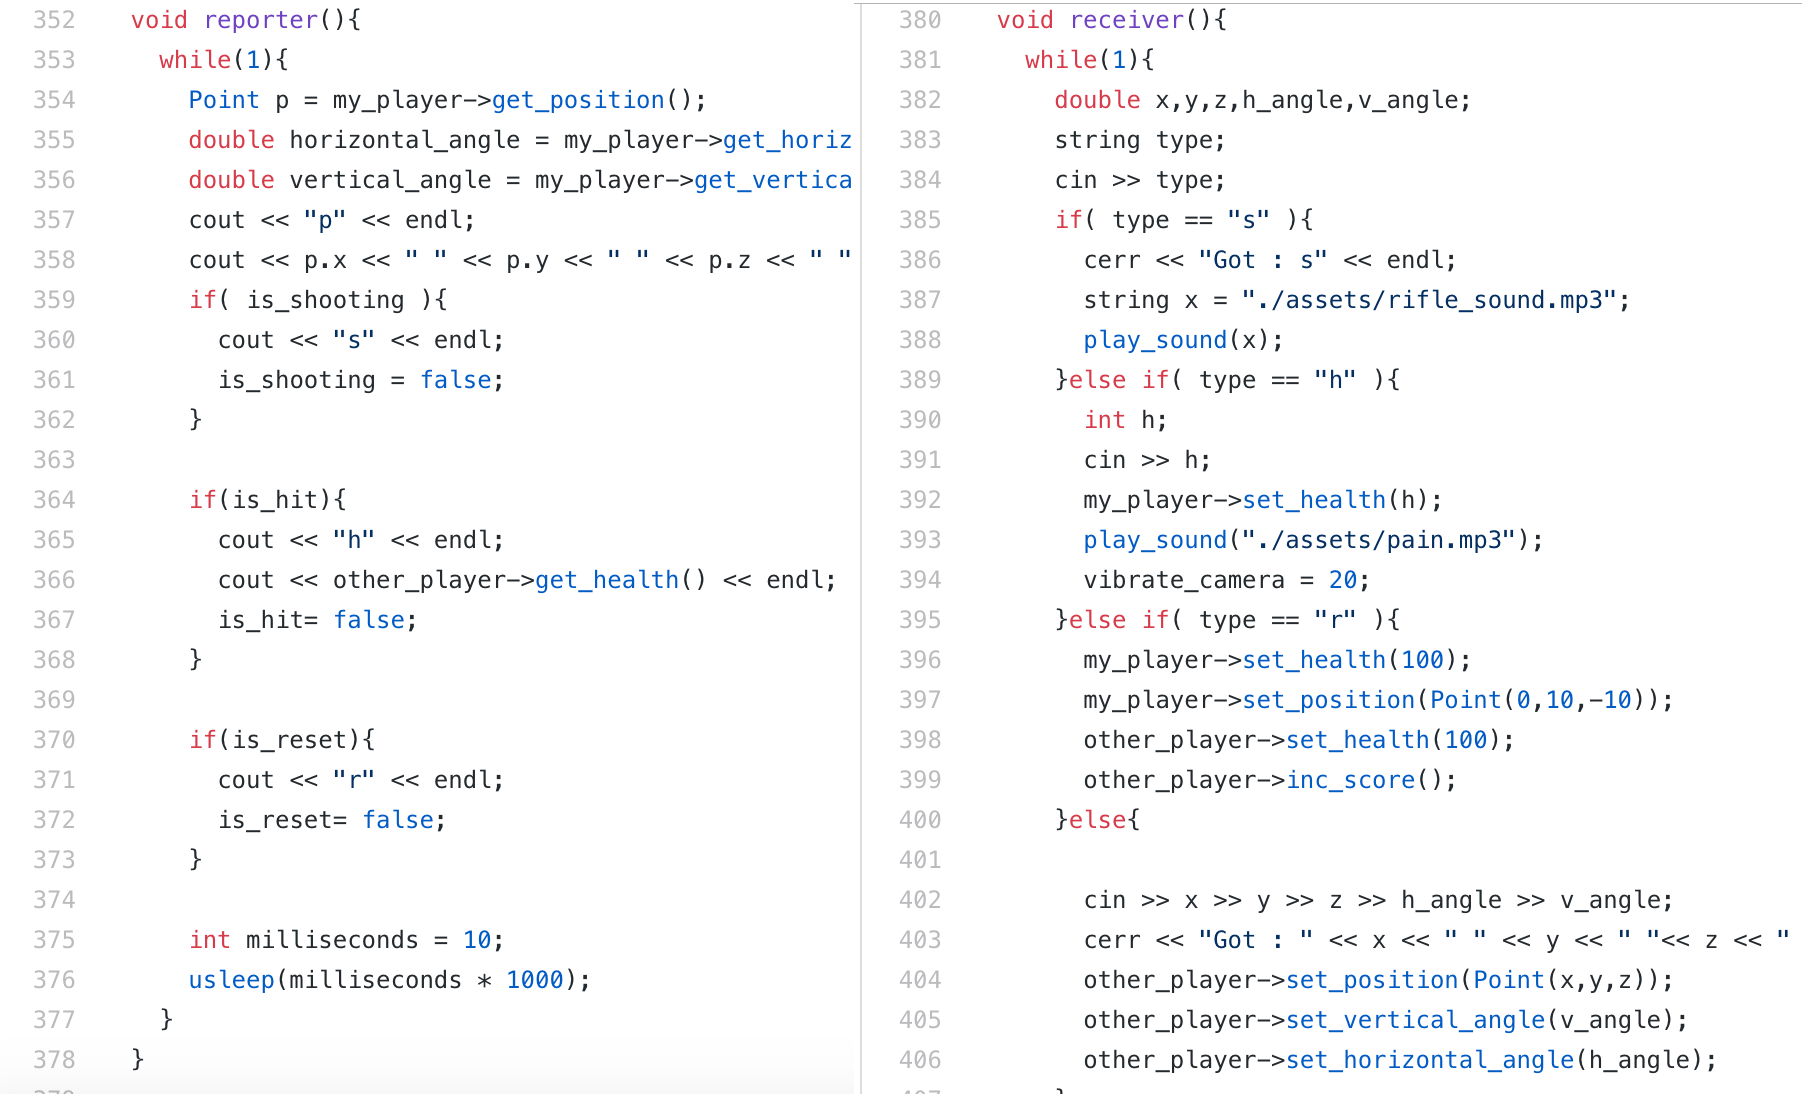 352 void reporter(){
353 while(1){
354 Point p = my_player->get_position();
355 double horizontal_angle = my_player->get_horiz
356 double vertical_angle = my_player->get_vertica
357 cout << "p" << endl;
358 cout << p.x << " " << p.y << " " << p.z << " "
359 if( is_shooting ){
360 cout << "s" << endl;
361 is_shooting = false;
362 }
363
364 if(is_hit){
365 cout << "h" << endl;
366 cout << other_player->get_health() << endl;
367 is_hit= false;
368 }
369
370 if(is_reset){
371 cout << "r" << endl;
372 is_reset= false;
373 }
374
375 int milliseconds = 10;
376 usleep(milliseconds * 1000);
377 }
378 }
380 void receiver(){
381 while(1){
382 double x,y,z,h_angle,v_angle;
383 string type;
384 cin >> type;
385 if( type == "s" ){
386 cerr << "Got : s" << endl;
387 string x = "./assets/rifle_sound.mp3";
388 play_sound(x);
389 }else if( type == "h" ){
390 int h;
391 cin >> h;
392 my_player->set_health(h);
393 play_sound("./assets/pain.mp3");
394 vibrate_camera = 20;
395 }else if( type == "r" ){
396 my_player->set_health(100);
397 my_player->set_position(Point(0,10,-10));
398 other_player->set_health(100);
399 other_player->inc_score();
400 }else{
401
402 cin >> x >> y >> z >> h_angle >> v_angle;
403 cerr << "Got : " << x << " " << y << " "<< z << "
404 other_player->set_position(Point(x,y,z));
405 other_player->set_vertical_angle(v_angle);
406 other_player->set_horizontal_angle(h_angle);